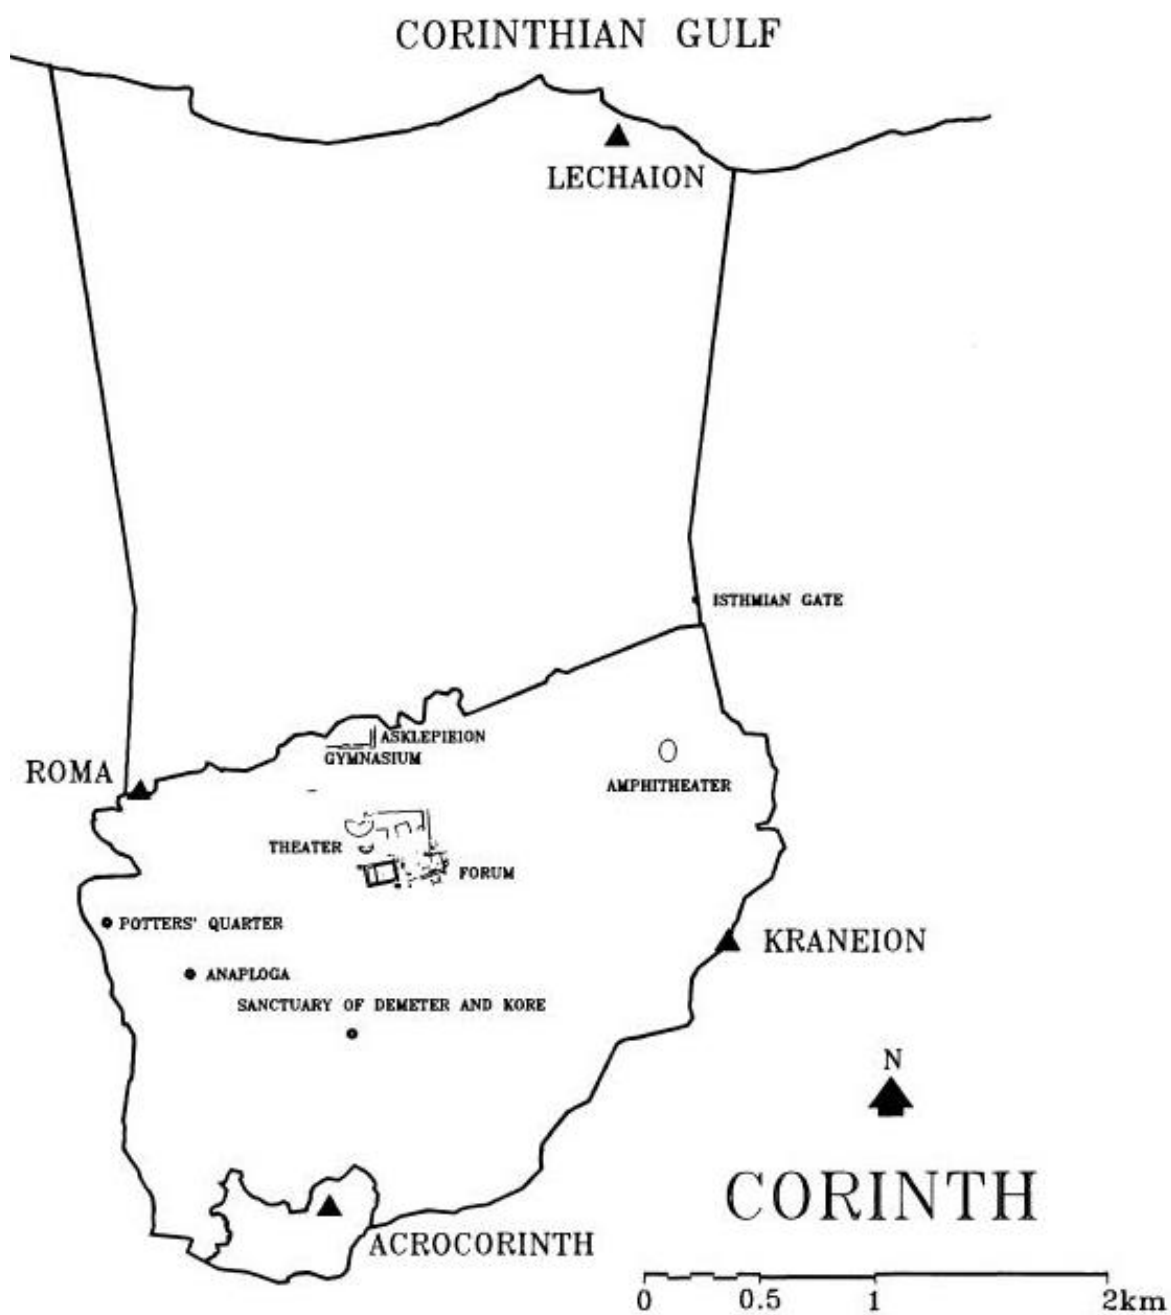 CORINTHIAN GULF
LECHAION
ISTHMIAN GATE
ASKLEPIEION
GYMNASIUM
ROMA
AMPHITHEATER
THEATER
FORUM
POTTERS' QUARTER
KRANEION
ANAPLOGA
SANCTUARY OF DEMETER AND KORE
N
CORINTH
ACROCORINTH
0 0.5 1 2km